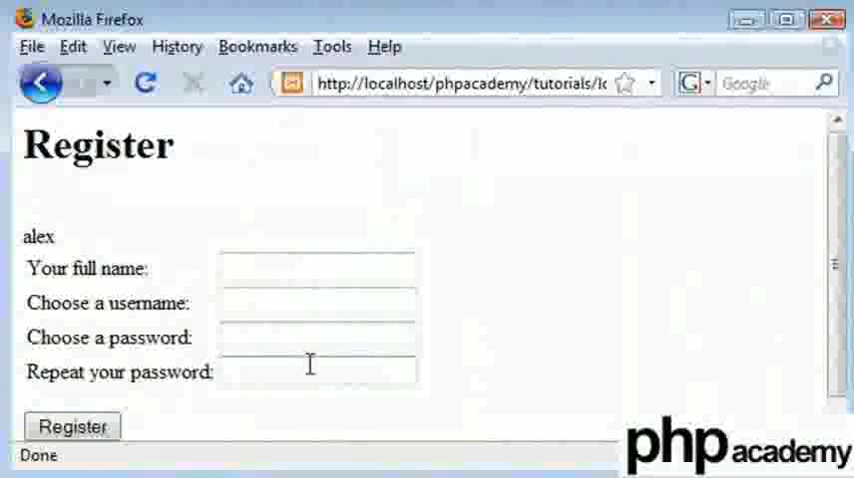 Mozilla Firefox
File Edit View History Bookmarks Tools Help
http://localhost/phpacademy/tutorials/lo
G Google
Register
alex
Your full name:
Choose a username:
Choose a password:
Repeat your password:
Register
Done
php academy